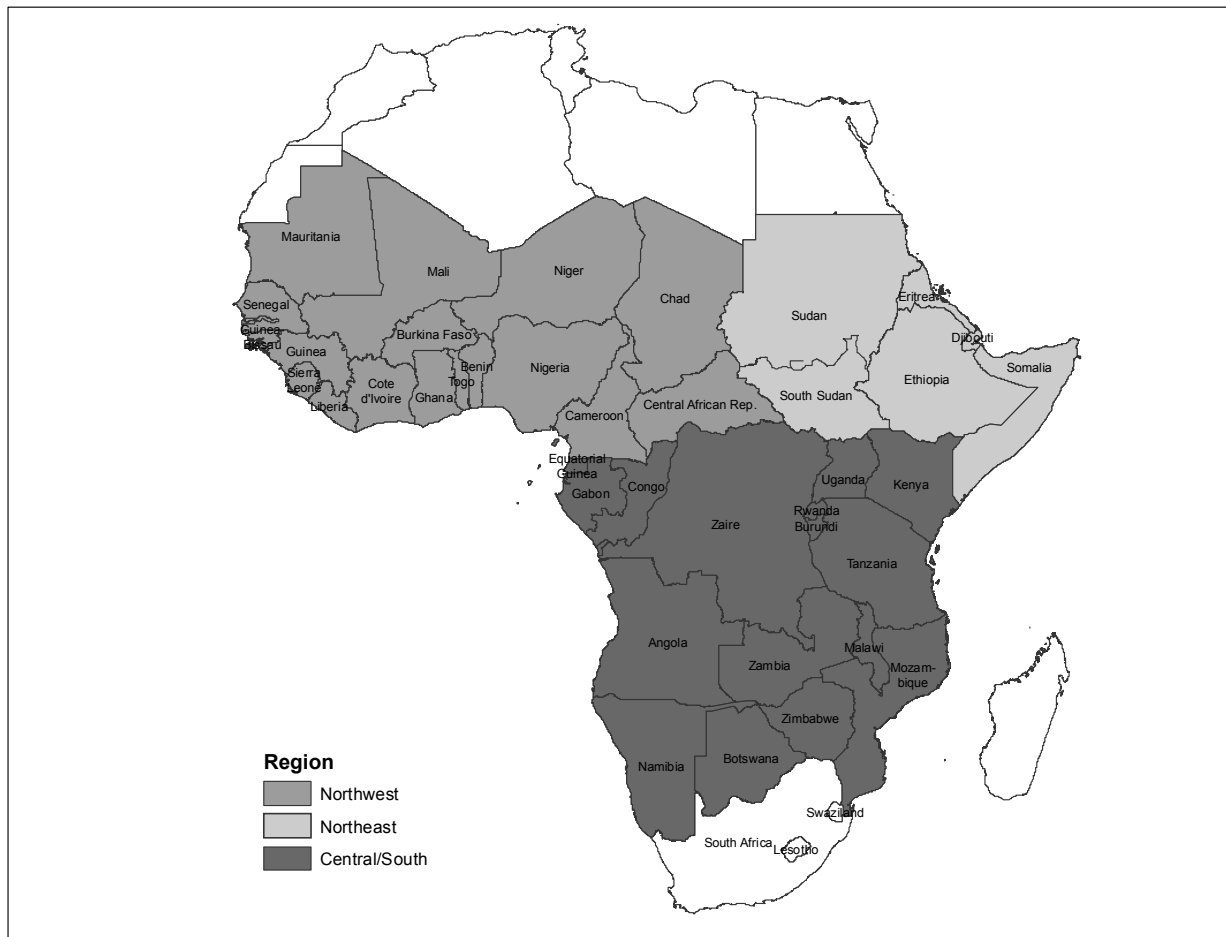 Mauritania
Mali
Niger
Chad
Sudan
Eritrea
Senegal
Guinea
Bissau
Burkina Faso
Djibouti
Guinea
Benin
Nigeria
Somalia
Sierra
Leone
Cote
d'Ivoire
Togo
Ethiopia
Ghana
South Sudan
Liberia
Cameroon
Central African Rep.
Equatorial
Guinea
Gabon
Congo
Uganda
Kenya
Rwanda
Burundi
Zaire
Tanzania
Angola
Zambia
Malawi
Mozam-
bique
Zimbabwe
Namibia
Botswana
Swaziland
South Africa
Lesotho
Region
Northwest
Northeast
Central/South